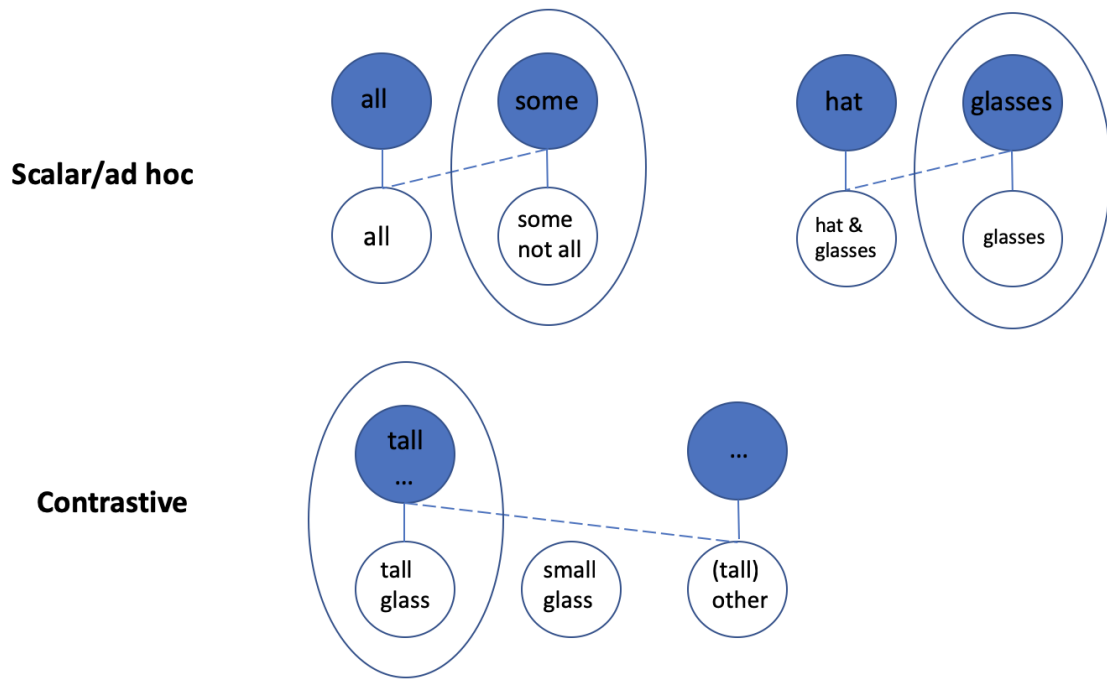 all
some
hat
glasses
Scalar/ad hoc
all
some
not all
hat &
glasses
glasses
tall
...
...
Contrastive
tall
glass
small
glass
(tall)
other